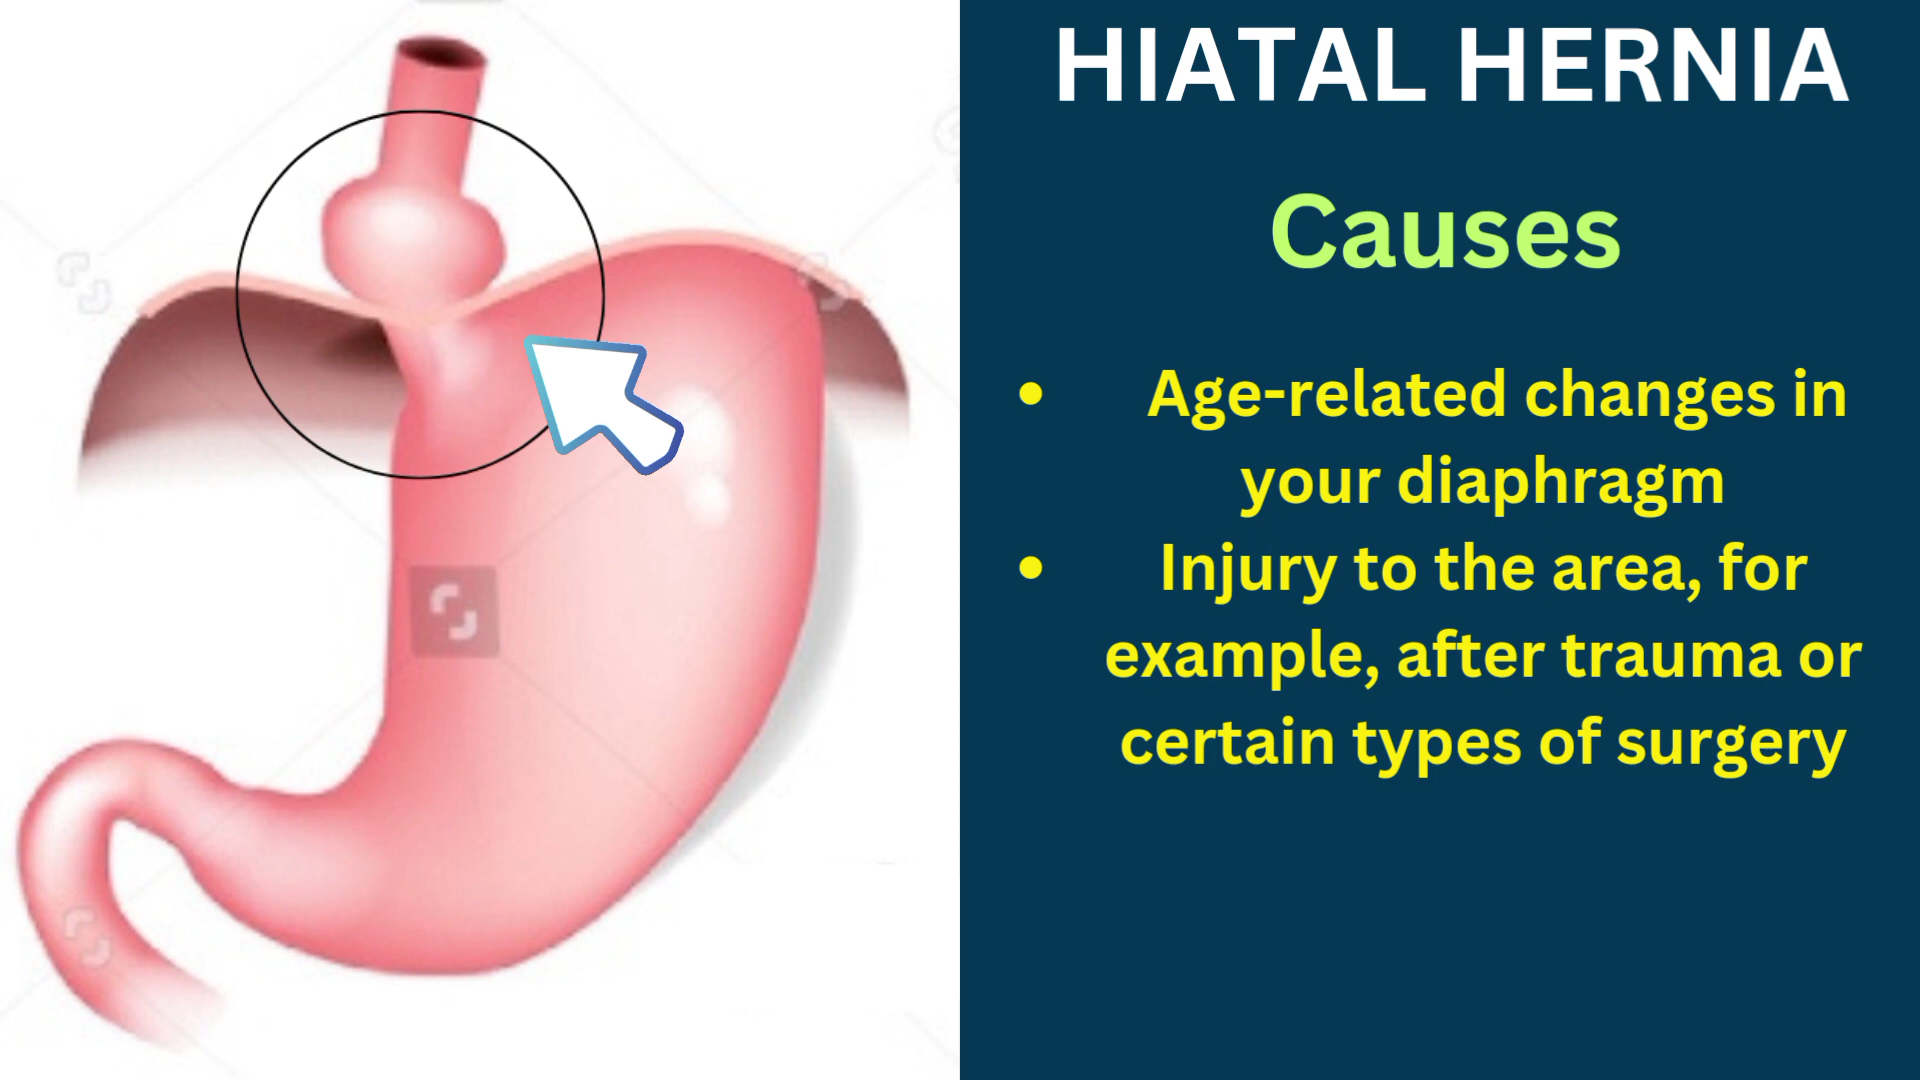 HIATAL HERNIA
Causes
• Age-related changes in
your diaphragm
• Injury to the area, for
example, after trauma or
certain types of surgery